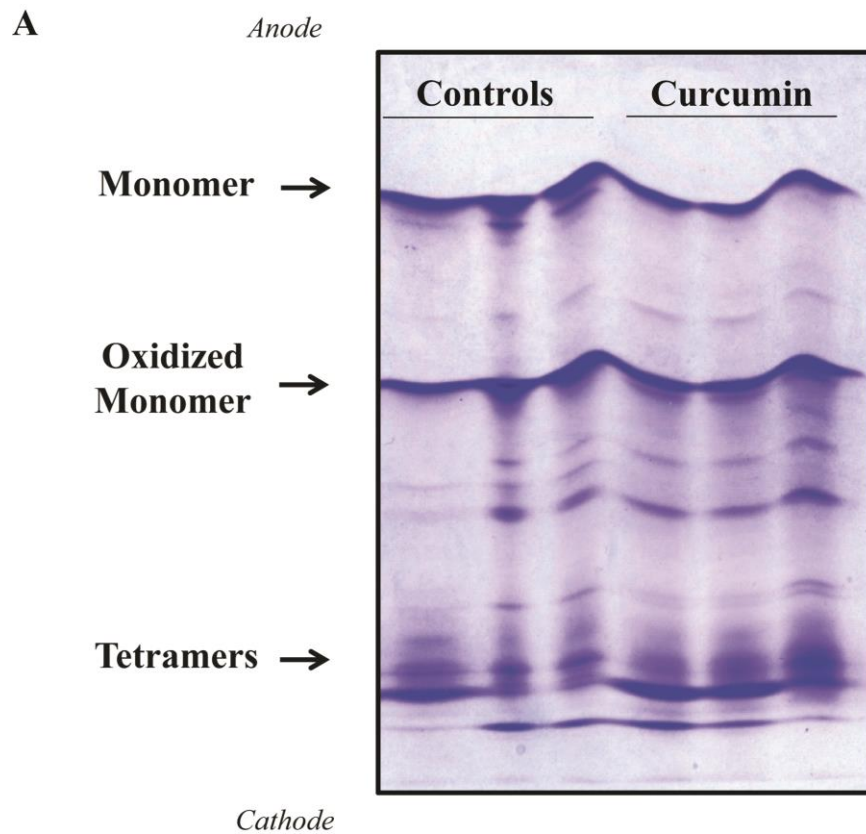 A
Anode
Controls Curcumin
Monomer
Oxidized
Monomer
Tetramers
Cathode